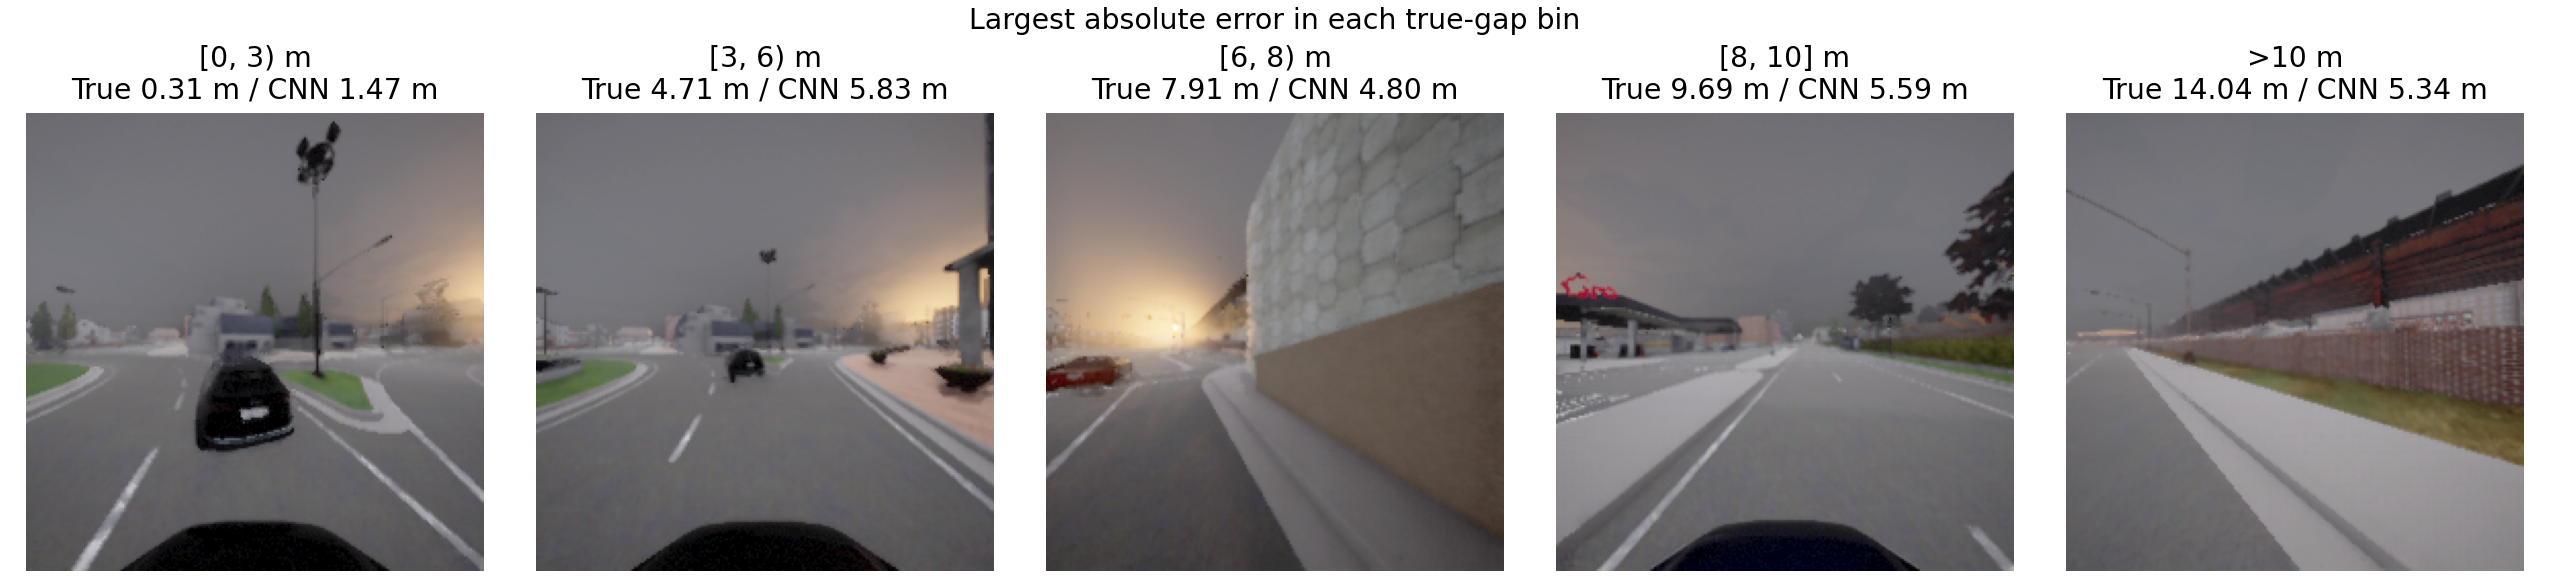 Largest absolute error in each true-gap bin
[0, 3) m
True 0.31 m / CNN 1.47 m
[3, 6) m
True 4.71 m / CNN 5.83 m
[6, 8) m
True 7.91 m / CNN 4.80 m
[8, 10] m
True 9.69 m / CNN 5.59 m
>10 m
True 14.04 m / CNN 5.34 m